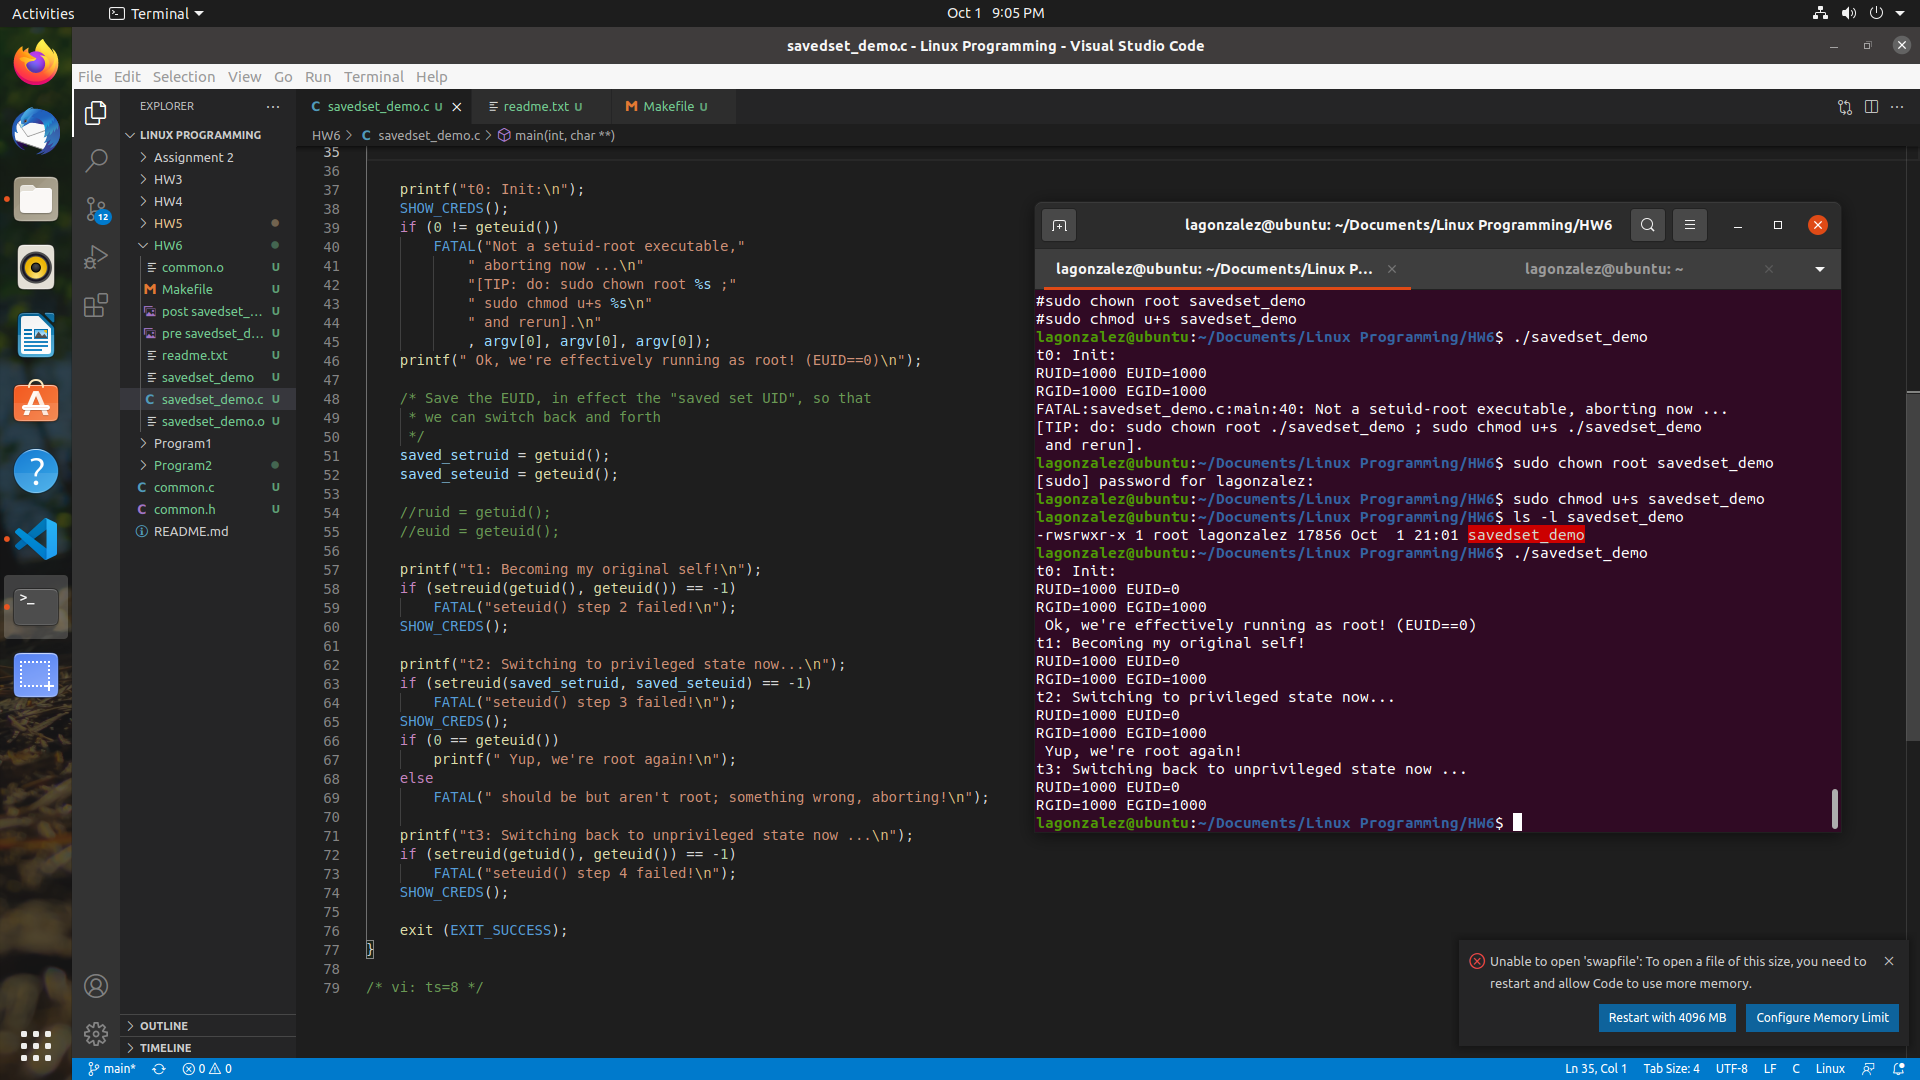 Activities
Terminal
Oct 1 9:05 PM
savedset_demo.c - Linux Programming - Visual Studio Code
File Edit Selection View Go Run Terminal Help
EXPLORER
LINUX PROGRAMMING
Assignment 2
HW3
HW4
HW5
HW6
common.o U
Makefile U
post savedset_... U
pre savedset_d... U
readme.txt U
savedset_demo U
savedset_demo.c U
savedset_demo.o U
Program1
Program2
common.c U
common.h U
README.md
OUTLINE
TIMELINE
12
savedset_demo.c U
readme.txt U
Makefile U
HW6 > C savedset_demo.c > main(int, char **)
35
36
37 printf("t0: Init:\n");
38 SHOW_CREDS();
39 if (0 != geteuid())
40 FATAL("Not a setuid-root executable,"
41 " aborting now ...\n"
42 "[TIP: do: sudo chown root %s ;"
43 " sudo chmod u+s %s\n"
44 " and rerun].\n"
45 , argv[0], argv[0], argv[0]);
46 printf(" Ok, we're effectively running as root! (EUID==0)\n");
47
48 /* Save the EUID, in effect the "saved set UID", so that
49 * we can switch back and forth
50 */
51 saved_setruid = getuid();
52 saved_seteuid = geteuid();
53
54 //ruid = getuid();
55 //euid = geteuid();
56
57 printf("t1: Becoming my original self!\n");
58 if (setreuid(getuid(), geteuid()) == -1)
59 FATAL("seteuid() step 2 failed!\n");
60 SHOW_CREDS();
61
62 printf("t2: Switching to privileged state now...\n");
63 if (setreuid(saved_setruid, saved_seteuid) == -1)
64 FATAL("seteuid() step 3 failed!\n");
65 SHOW_CREDS();
66 if (0 == geteuid())
67 printf(" Yup, we're root again!\n");
68 else
69 FATAL(" should be but aren't root; something wrong, aborting!\n");
70
71 printf("t3: Switching back to unprivileged state now ...\n");
72 if (setreuid(getuid(), geteuid()) == -1)
73 FATAL("seteuid() step 4 failed!\n");
74 SHOW_CREDS();
75
76 exit (EXIT_SUCCESS);
77 }
78
79 /* vi: ts=8 */
lagonzalez@ubuntu: ~/Documents/Linux Programming/HW6
lagonzalez@ubuntu: ~/Documents/Linux P...
lagonzalez@ubuntu: ~
#sudo chown root savedset_demo
#sudo chmod u+s savedset_demo
lagonzalez@ubuntu:~/Documents/Linux Programming/HW6$ ./savedset_demo
t0: Init:
RUID=1000 EUID=1000
RGID=1000 EGID=1000
FATAL:savedset_demo.c:main:40: Not a setuid-root executable, aborting now ...
[TIP: do: sudo chown root ./savedset_demo ; sudo chmod u+s ./savedset_demo
and rerun].
lagonzalez@ubuntu:~/Documents/Linux Programming/HW6$ sudo chown root savedset_demo
[sudo] password for lagonzalez:
lagonzalez@ubuntu:~/Documents/Linux Programming/HW6$ sudo chmod u+s savedset_demo
lagonzalez@ubuntu:~/Documents/Linux Programming/HW6$ ls -l savedset_demo
-rwsrwxr-x 1 root lagonzalez 17856 Oct 1 21:01 savedset_demo
lagonzalez@ubuntu:~/Documents/Linux Programming/HW6$ ./savedset_demo
t0: Init:
RUID=1000 EUID=0
RGID=1000 EGID=1000
Ok, we're effectively running as root! (EUID==0)
t1: Becoming my original self!
RUID=1000 EUID=0
RGID=1000 EGID=1000
t2: Switching to privileged state now...
RUID=1000 EUID=0
RGID=1000 EGID=1000
Yup, we're root again!
t3: Switching back to unprivileged state now ...
RUID=1000 EUID=0
RGID=1000 EGID=1000
lagonzalez@ubuntu:~/Documents/Linux Programming/HW6$
Unable to open 'swapfile': To open a file of this size, you need to
restart and allow Code to use more memory.
Restart with 4096 MB
Configure Memory Limit
main* 0 0
Ln 35, Col 1 Tab Size: 4 UTF-8 LF C Linux